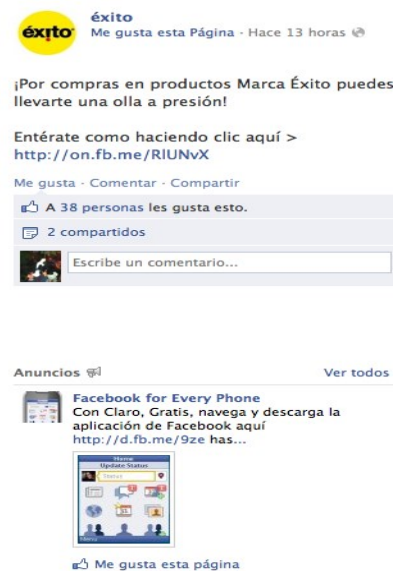 éxito
éxito
Me gusta esta Página · Hace 13 horas
¡Por compras en productos Marca Éxito puedes
llevarte una olla a presión!
Entérate como haciendo clic aquí >
http://on.fb.me/RlUNvX
Me gusta · Comentar · Compartir
A 38 personas les gusta esto.
2 compartidos
Escribe un comentario...
Anuncios
Ver todos
Facebook for Every Phone
Con Claro, Gratis, navega y descarga la
aplicación de Facebook aquí
http://d.fb.me/9ze has...
Home
Update Status
Status
Menu
Me gusta esta página